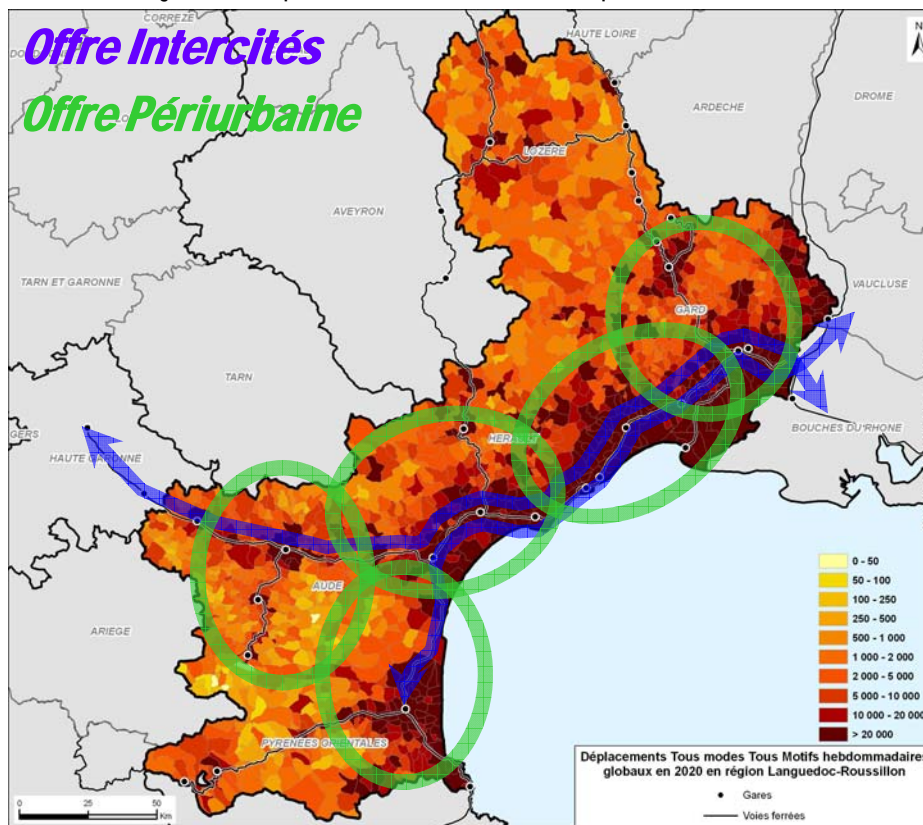 Offre Intercités
Offre Périurbaine
CORREZE
HAUTE LOIRE
N
ARDECHE
DROME
LOZERE
AVEYRON
TARN ET GARONNE
VAUCLUSE
GARD
TARN
HERAULT
GERS
BOUCHES DU RHONE
HAUTE GARONNE
AUDE
ARIEGE
PYRENEES ORIENTALES
0 - 50
50 - 100
100 - 250
250 - 500
500 - 1 000
1 000 - 2 000
2 000 - 5 000
5 000 - 10 000
10 000 - 20 000
> 20 000
Déplacements Tous modes Tous Motifs hebdommadaires
globaux en 2020 en région Languedoc-Roussillon
Gares
Voies ferrées
0 25 50
Km